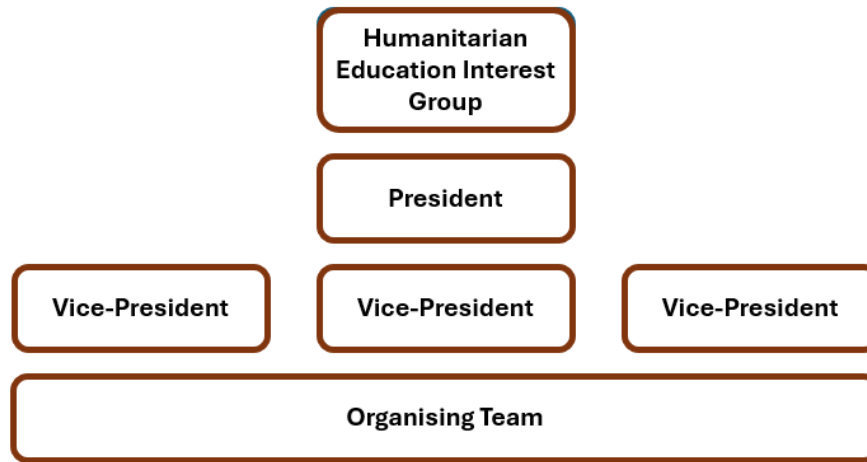 Humanitarian
Education Interest
Group
President
Vice-President Vice-President Vice-President
Organising Team